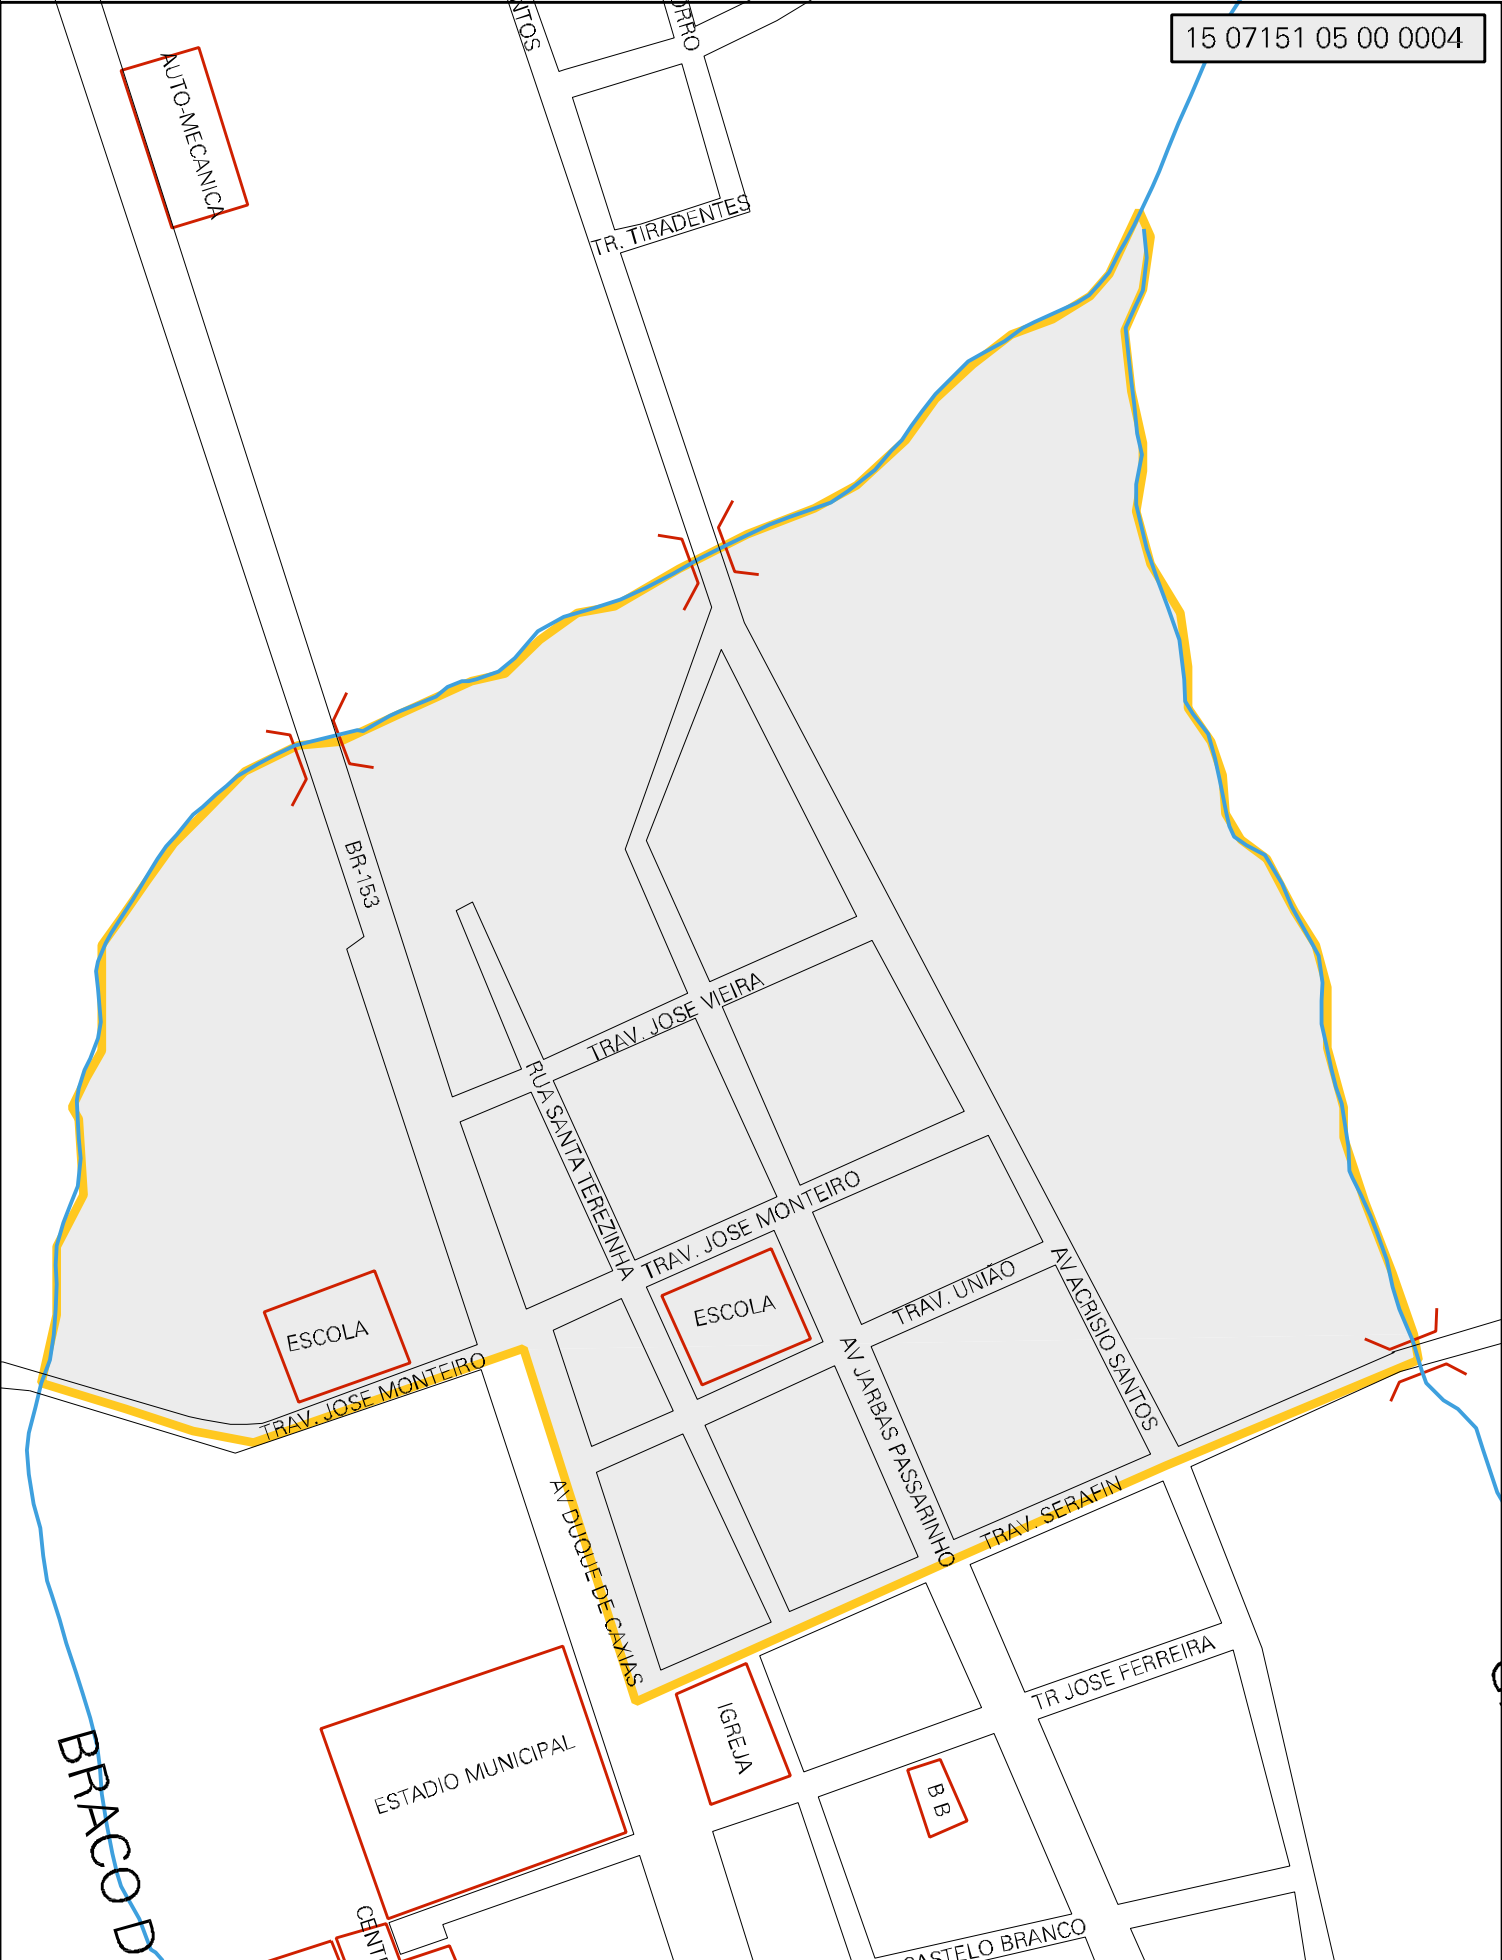 15 07151 05 00 0004
AUTO-MECANICA
TR. TIRADENTES
BR-153
TRAV. JOSE VIEIRA
RUA SANTA TEREZINHA
TRAV. JOSE MONTEIRO
ESCOLA
TRAV. UNIÃO
AV ACRISIO SANTOS
ESCOLA
TRAV. JOSE MONTEIRO
AV JARBAS PASSARINHO
AV DUQUE DE CAXIAS
TRAV. SERAFIN
TR JOSE FERREIRA
IGREJA
ESTADIO MUNICIPAL
B B
BRACO D
CASTELO BRANCO